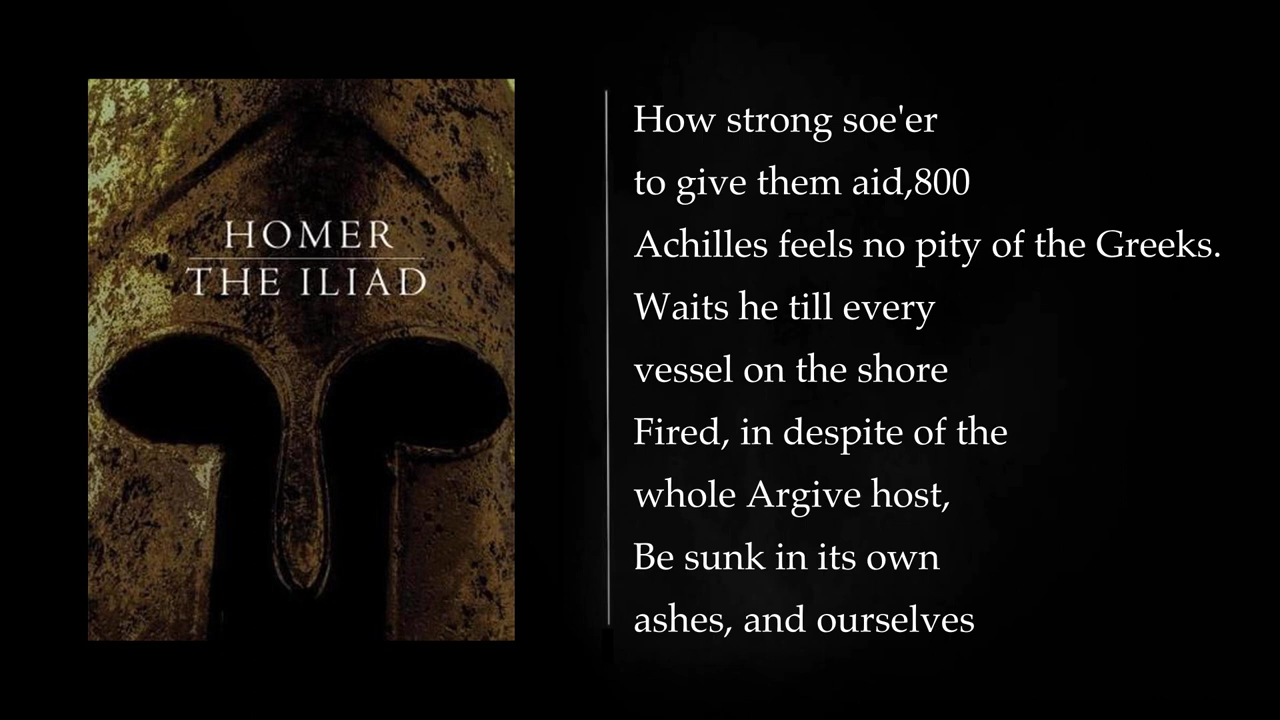 HOMER
THE ILIAD
How strong soe'er
to give them aid,800
Achilles feels no pity of the Greeks.
Waits he till every
vessel on the shore
Fired, in despite of the
whole Argive host,
Be sunk in its own
ashes, and ourselves